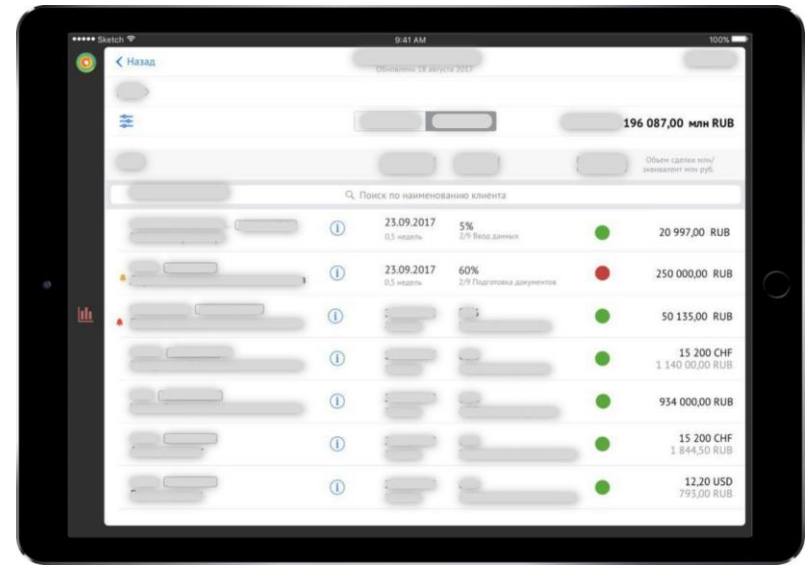 Sketch
9:41 AM
100%
Назад
Обновлено 18 августа 2017
196 087,00 млн RUB
Объем сделки млн/
эквивалент млн руб.
Поиск по наименованию клиента
23.09.2017
0,5 недель
5%
2/9 Ввод данных
20 997,00 RUB
23.09.2017
0,5 недель
60%
2/9 Подготовка документов
250 000,00 RUB
50 135,00 RUB
15 200 CHF
1 140 00,00 RUB
934 000,00 RUB
15 200 CHF
1 844,50 RUB
12,20 USD
793,00 RUB